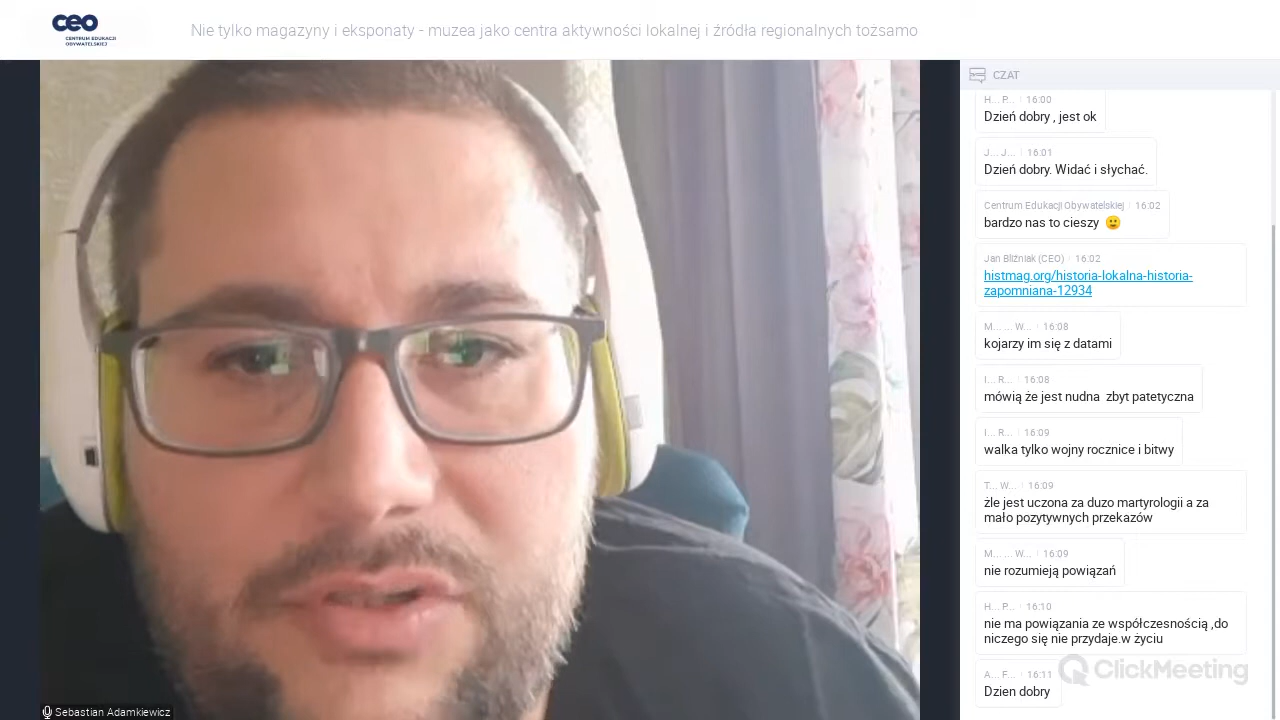 ceo
CENTRUM EDUKACJI
OBYWATELSKIEJ
Nie tylko magazyny i eksponaty - muzea jako centra aktywności lokalnej i źródła regionalnych tożsamo
CZAT
H... P... 16:00
Dzień dobry , jest ok
J... J... 16:01
Dzień dobry. Widać i słychać.
Centrum Edukacji Obywatelskiej 16:02
bardzo nas to cieszy 🙂
Jan Bliźniak (CEO) 16:02
histmag.org/historia-lokalna-historia-
zapomniana-12934
M... ... W... 16:08
kojarzy im się z datami
I... R... 16:08
mówią że jest nudna zbyt patetyczna
I... R... 16:09
walka tylko wojny rocznice i bitwy
T... W... 16:09
żle jest uczona za duzo martyrologii a za
mało pozytywnych przekazów
M... ... W... 16:09
nie rozumieją powiązań
H... P... 16:10
nie ma powiązania ze współczesnością ,do
niczego się nie przydaje.w życiu
A... F... 16:11
Dzien dobry
ClickMeeting
Sebastian Adamkiewicz